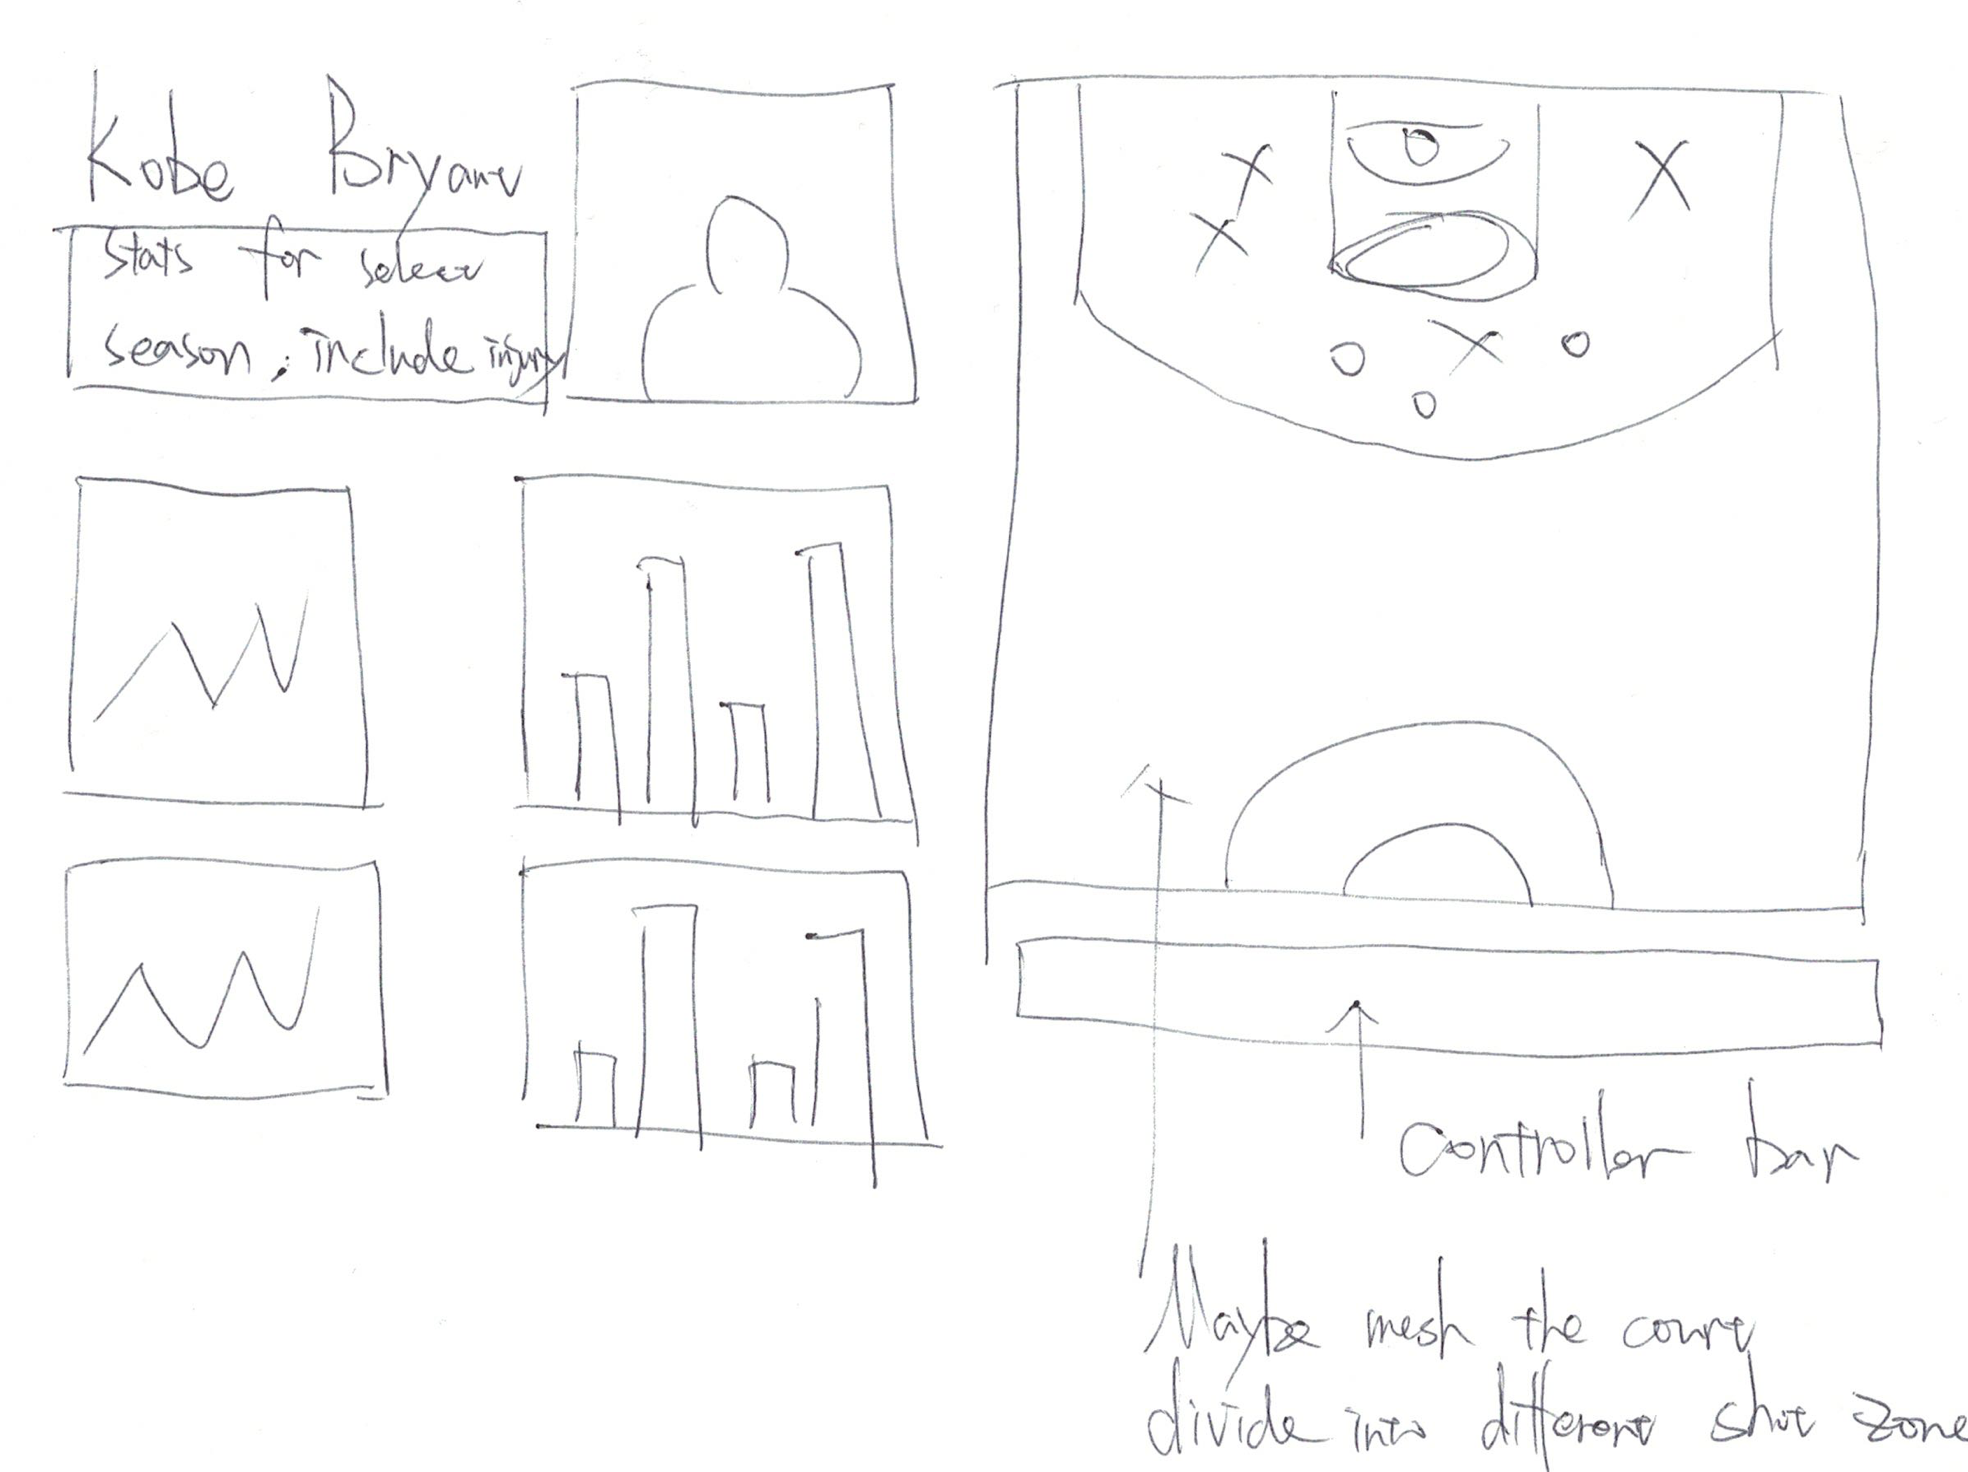 Kobe Bryant
Stats for select
season, include injury
Controller bar
Maybe mesh the court
divide into different shot zone